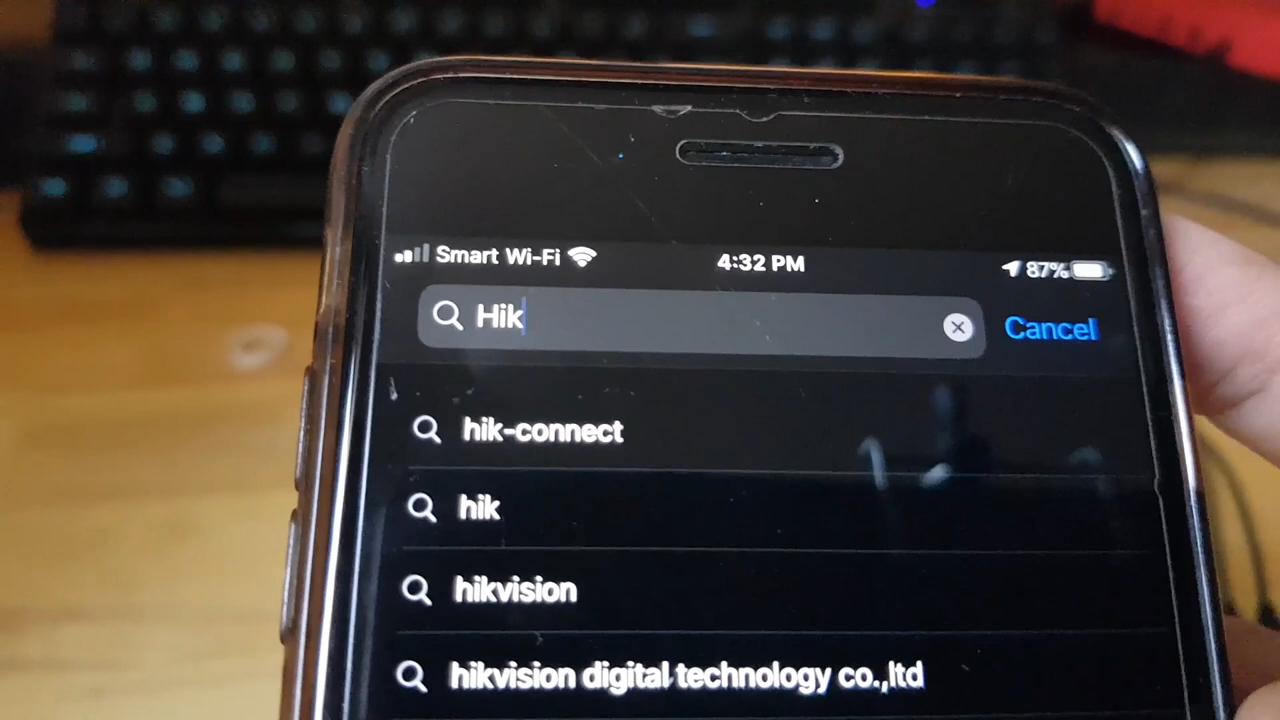 Smart Wi-Fi 4:32 PM 87%
Hik Cancel
hik-connect
hik
hikvision
hikvision digital technology co.,ltd